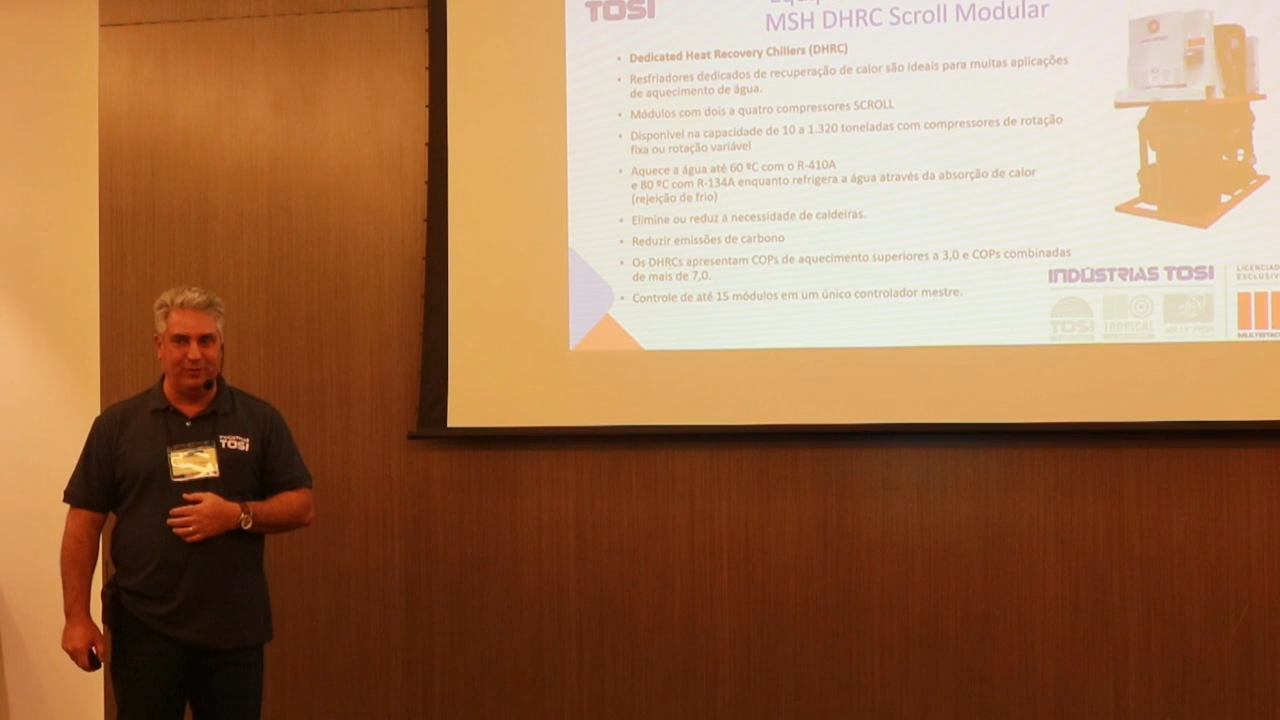 TOSI
MSH DHRC Scroll Modular
• Dedicated Heat Recovery Chillers (DHRC)
• Resfriadores dedicados de recuperação de calor são ideais para muitas aplicações
de aquecimento de água.
• Módulos com dois a quatro compressores SCROLL
• Disponível na capacidade de 10 a 1.320 toneladas com compressores de rotação
fixa ou rotação variável
• Aquece a água até 60 ºC com o R-410A
e 80 ºC com R-134A enquanto refrigera a água através da absorção de calor
(rejeição de frio)
• Elimine ou reduz a necessidade de caldeiras.
• Reduzir emissões de carbono
• Os DHRCs apresentam COPs de aquecimento superiores a 3,0 e COPs combinadas
de mais de 7,0.
• Controle de até 15 módulos em um único controlador mestre.
INDÚSTRIAS TOSI
TOSI
TROPICAL
INDÚSTRIAS
TOSI